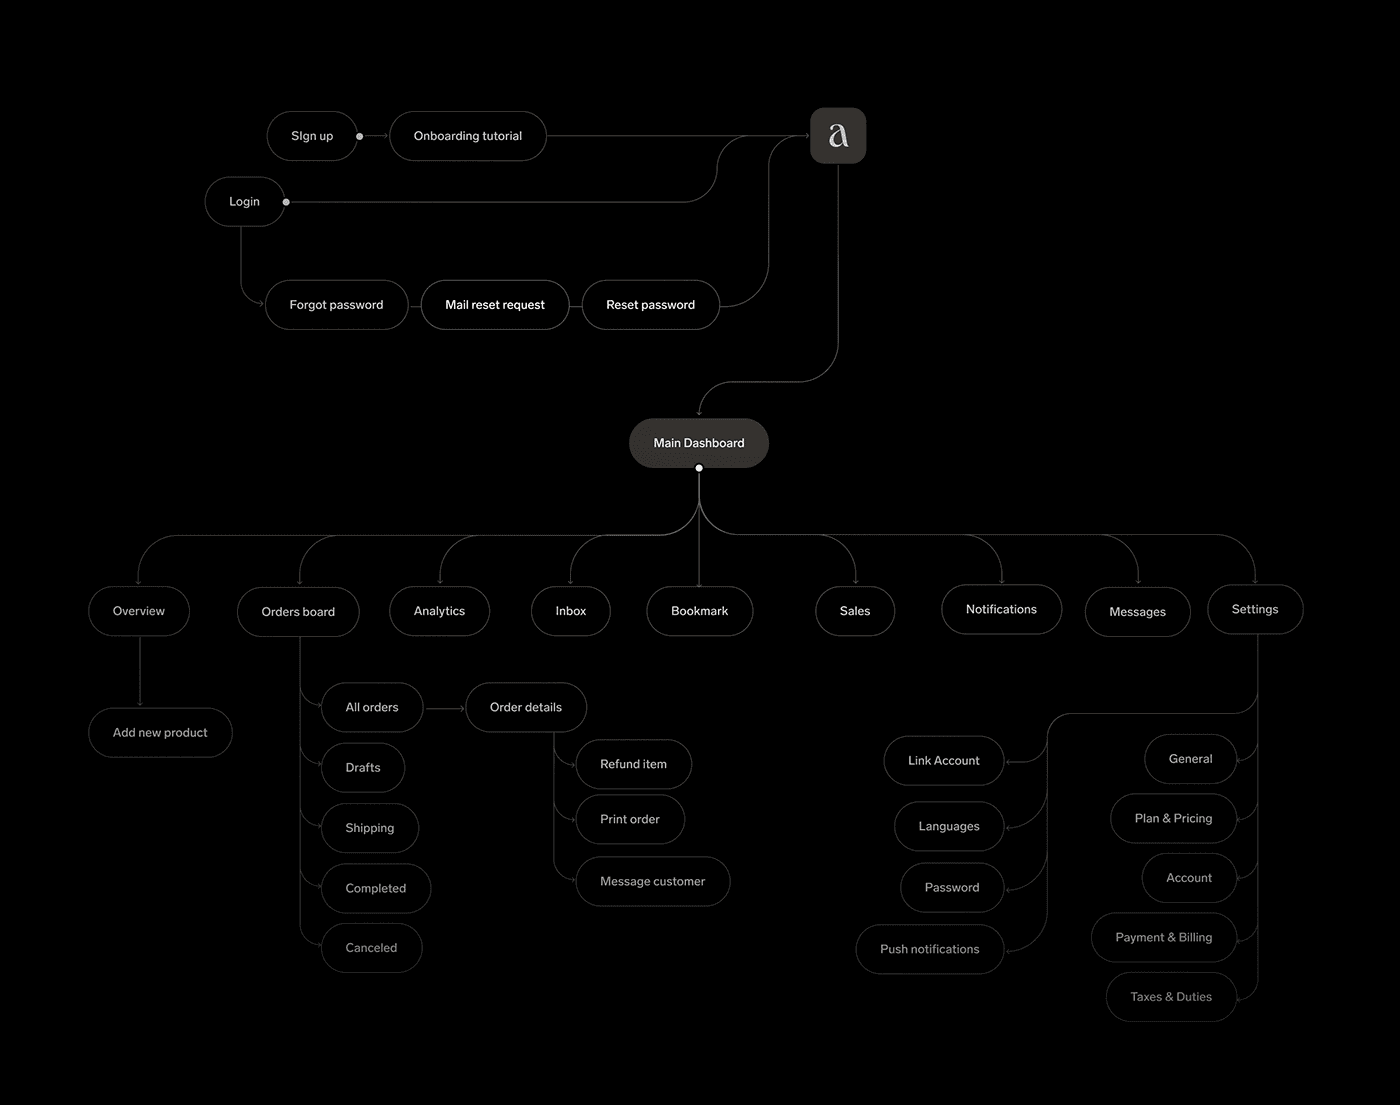 SIgn up
Onboarding tutorial
a
Login
Forgot password
Mail reset request
Reset password
Main Dashboard
Overview
Orders board
Analytics
Inbox
Bookmark
Sales
Notifications
Messages
Settings
Add new product
All orders
Order details
Drafts
Shipping
Completed
Canceled
Refund item
Print order
Message customer
Link Account
Languages
Password
Push notifications
General
Plan & Pricing
Account
Payment & Billing
Taxes & Duties